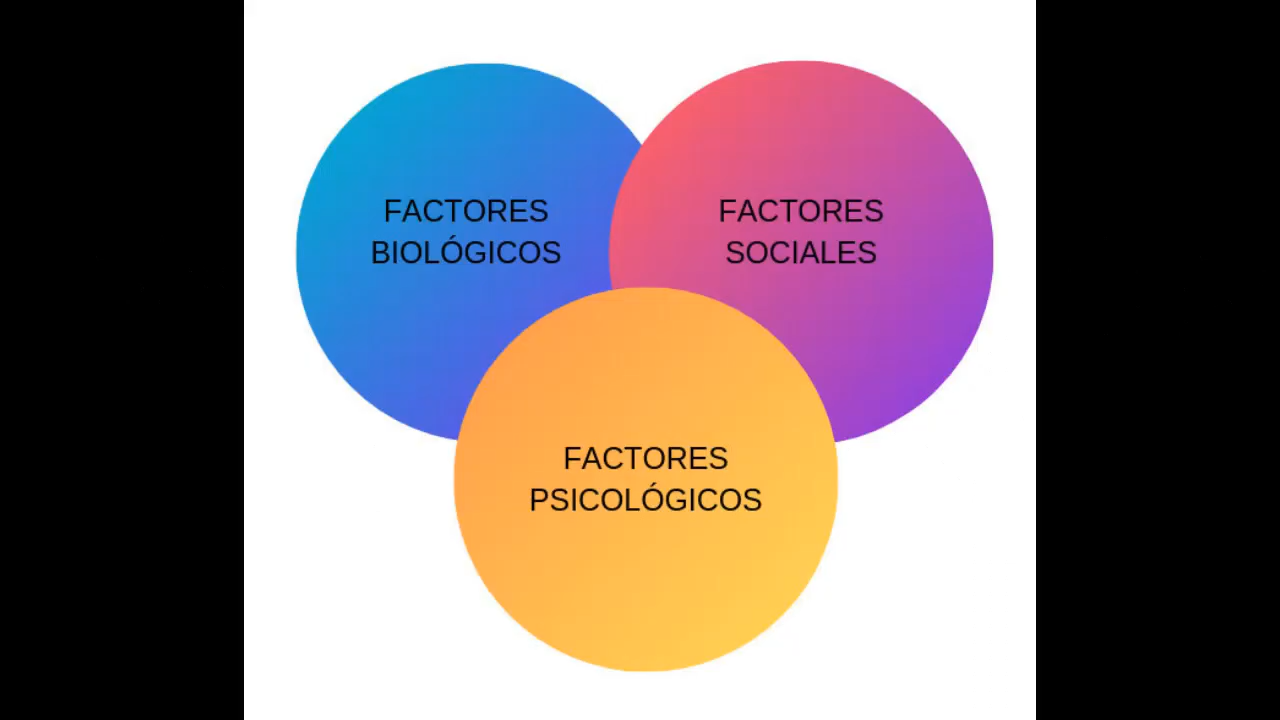 FACTORES
BIOLÓGICOS
FACTORES
SOCIALES
FACTORES
PSICOLÓGICOS